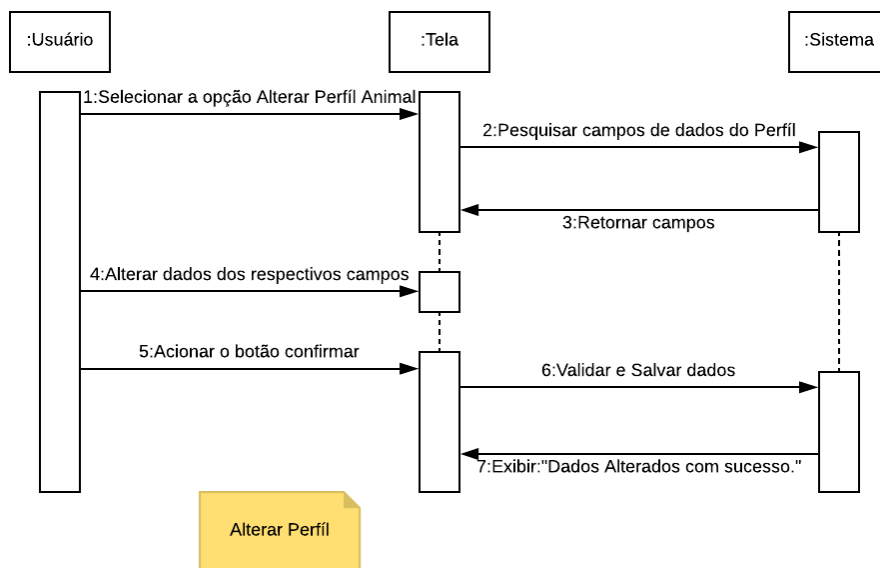 :Usuário
:Tela
:Sistema
1:Selecionar a opção Alterar Perfíl Animal
2:Pesquisar campos de dados do Perfíl
3:Retornar campos
4:Alterar dados dos respectivos campos
5:Acionar o botão confirmar
6:Validar e Salvar dados
7:Exibir:"Dados Alterados com sucesso."
Alterar Perfíl